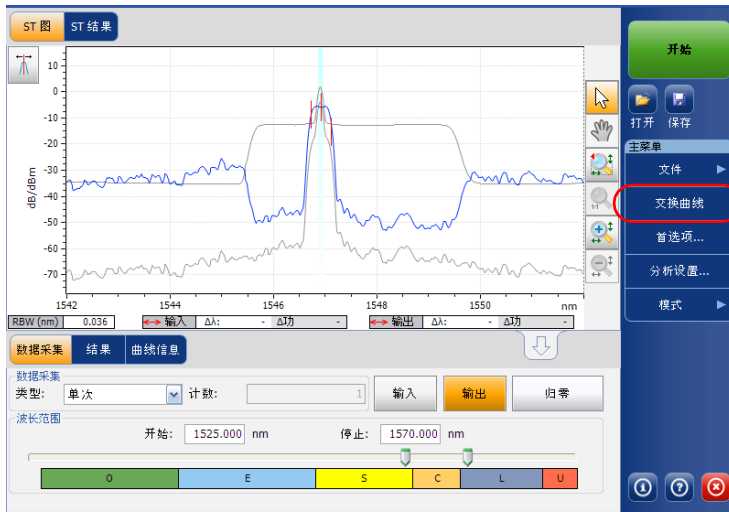 ST 图
ST 结果
开始
打开
保存
主菜单
文件
交换曲线
首选项...
分析设置...
模式
dB/dBm
10
0
-10
-20
-30
-40
-50
-60
-70
1542
1544
1546
1548
1550
nm
1:1
RBW (nm) 0.036
输入 Δλ: - Δ功 -
输出 Δλ: - Δ功 -
数据采集
结果
曲线信息
数据采集
类型: 单次
计数: 1
输入
输出
归零
波长范围
开始: 1525.000 nm
停止: 1570.000 nm
O E S C L U